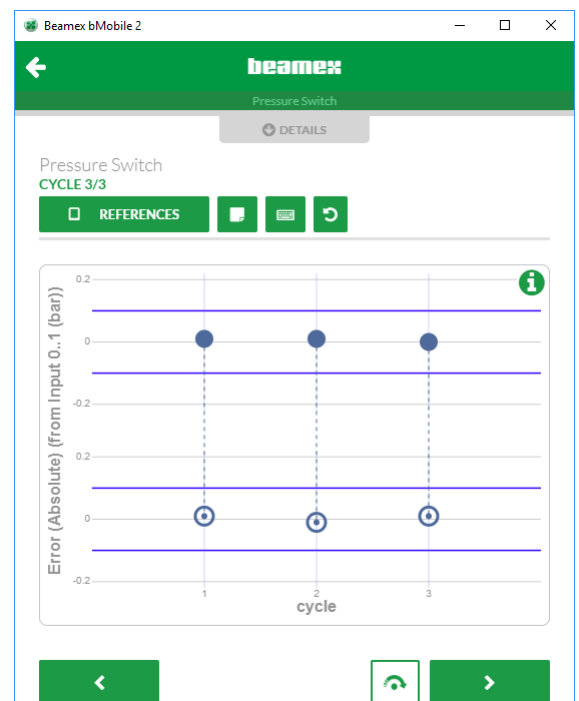 Beamex bMobile 2
beamex
Pressure Switch
DETAILS
Pressure Switch
CYCLE 3/3
REFERENCES
Error (Absolute) (from Input 0..1 (bar))
0.2
0
-0.2
0.2
0
-0.2
1
2
3
cycle